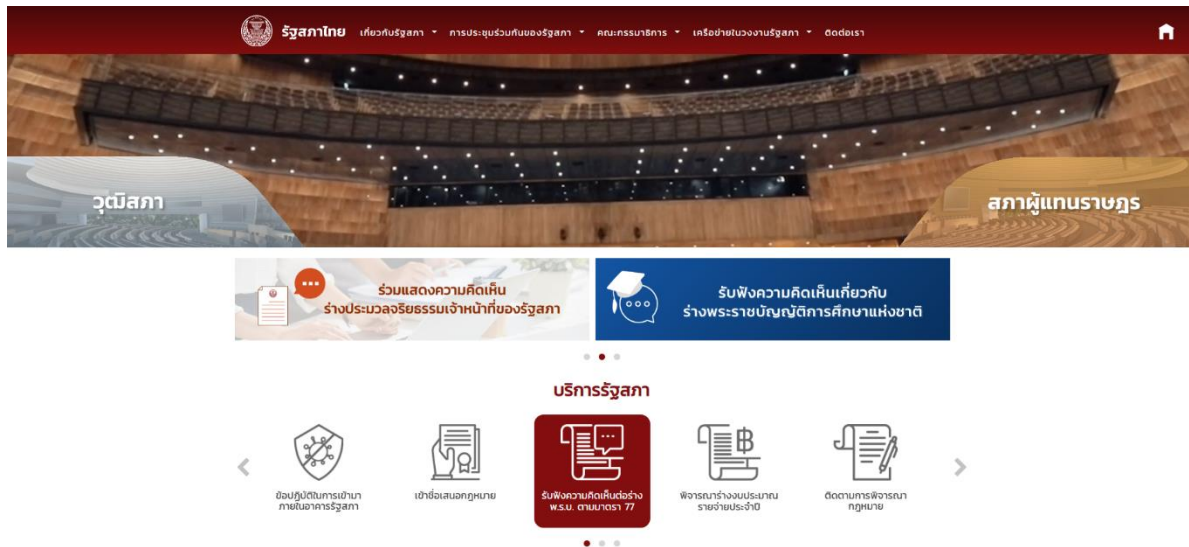 รัฐสภาไทย เกี่ยวกับรัฐสภา การประชุมร่วมกันของรัฐสภา คณะกรรมาธิการ เครือข่ายในวงงานรัฐสภา ติดต่อเรา
วุฒิสภา
สภาผู้แทนราษฎร
ร่วมแสดงความคิดเห็น
ร่างประมวลจริยธรรมเจ้าหน้าที่ของรัฐสภา
รับฟังความคิดเห็นเกี่ยวกับ
ร่างพระราชบัญญัติการศึกษาแห่งชาติ
บริการรัฐสภา
ข้อปฏิบัติในการเข้ามา
ภายในอาคารรัฐสภา
เข้าชื่อเสนอกฎหมาย
รับฟังความคิดเห็นต่อร่าง
พ.ร.บ. ตามมาตรา 77
พิจารณาร่างงบประมาณ
รายจ่ายประจำปี
ติดตามการพิจารณา
กฎหมาย